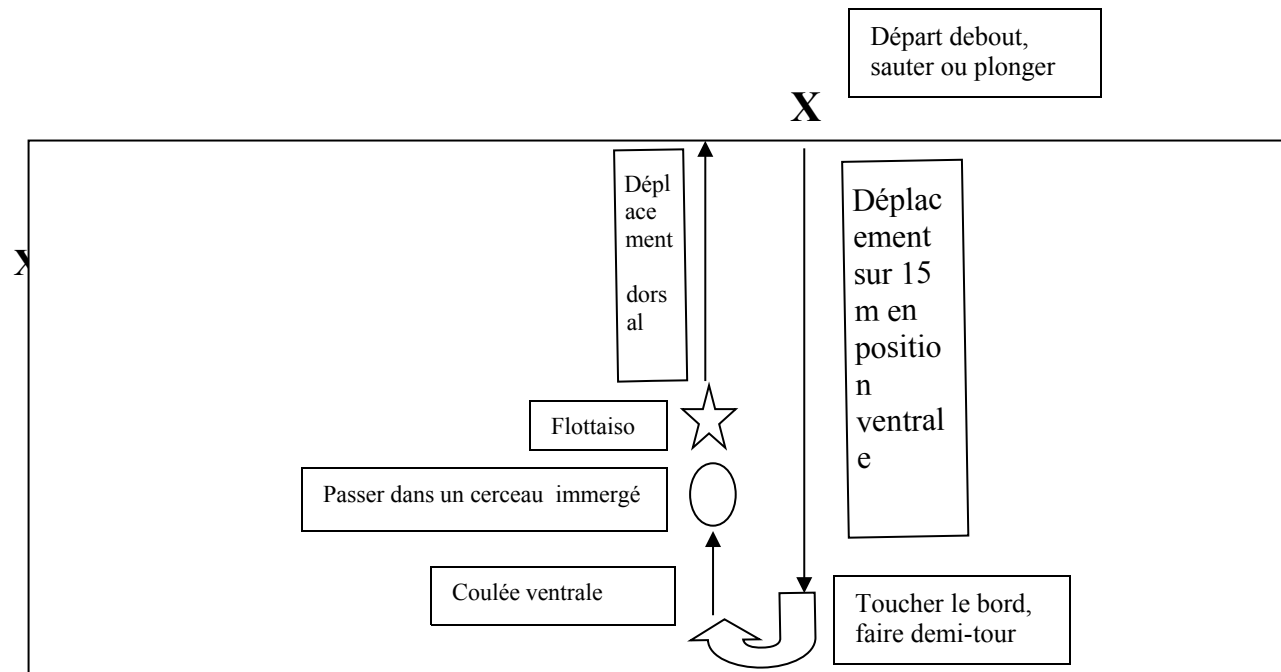 Départ debout,
sauter ou plonger
X
Dépl
ace
ment
dors
al
Déplac
ement
sur 15
m en
positio
n
ventral
e
X
Flottaiso
Passer dans un cerceau immergé
Coulée ventrale
Toucher le bord,
faire demi-tour